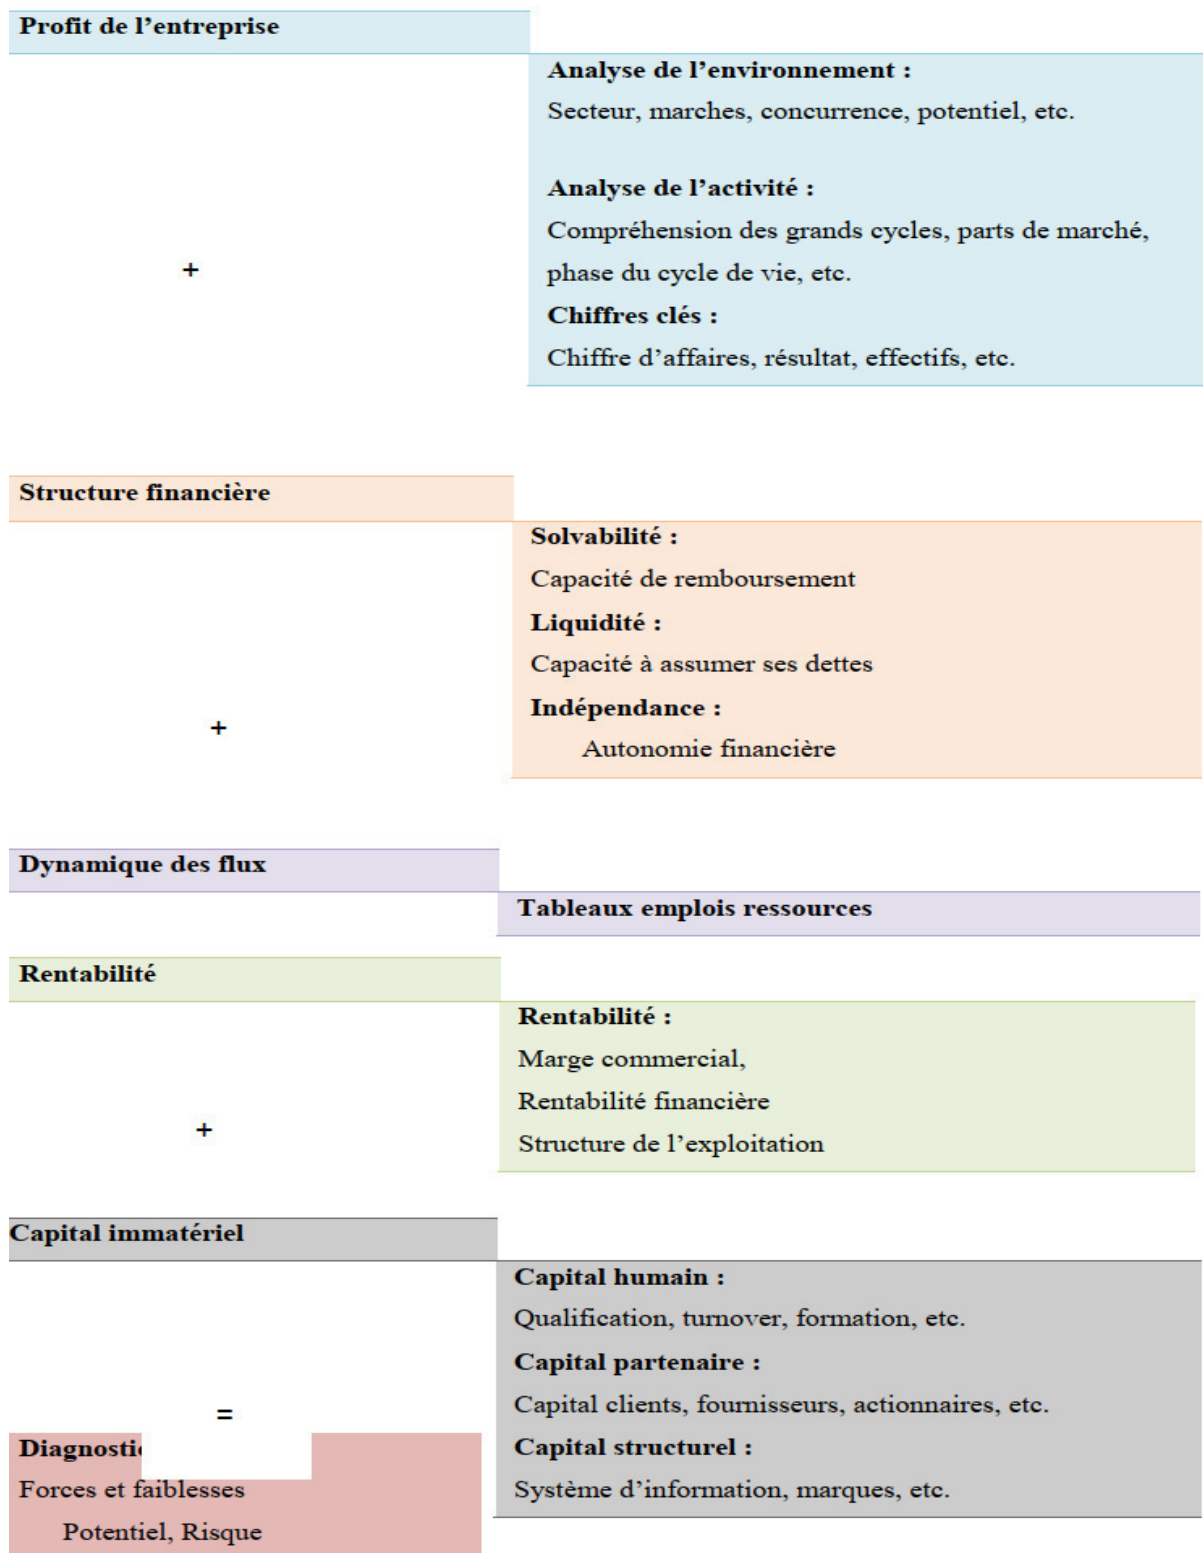 Profit de l’entreprise
Analyse de l’environnement :
Secteur, marches, concurrence, potentiel, etc.
Analyse de l’activité :
Compréhension des grands cycles, parts de marché,
phase du cycle de vie, etc.
+
Chiffres clés :
Chiffre d’affaires, résultat, effectifs, etc.
Structure financière
Solvabilité :
Capacité de remboursement
Liquidité :
Capacité à assumer ses dettes
Indépendance :
+
Autonomie financière
Dynamique des flux
Tableaux emplois ressources
Rentabilité
Rentabilité :
Marge commercial,
Rentabilité financière
+
Structure de l’exploitation
Capital immatériel
Capital humain :
Qualification, turnover, formation, etc.
Capital partenaire :
Capital clients, fournisseurs, actionnaires, etc.
=
Capital structurel :
Système d’information, marques, etc.
Forces et faiblesses
Potentiel, Risque